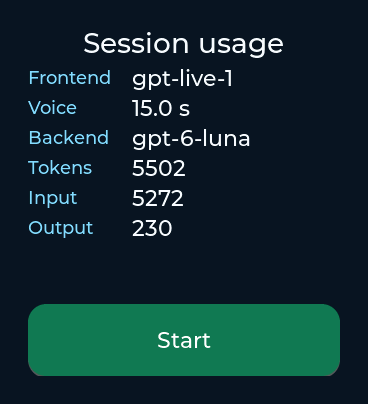 Session usage
Frontend gpt-live-1
Voice 15.0 s
Backend gpt-6-luna
Tokens 5502
Input 5272
Output 230
Start